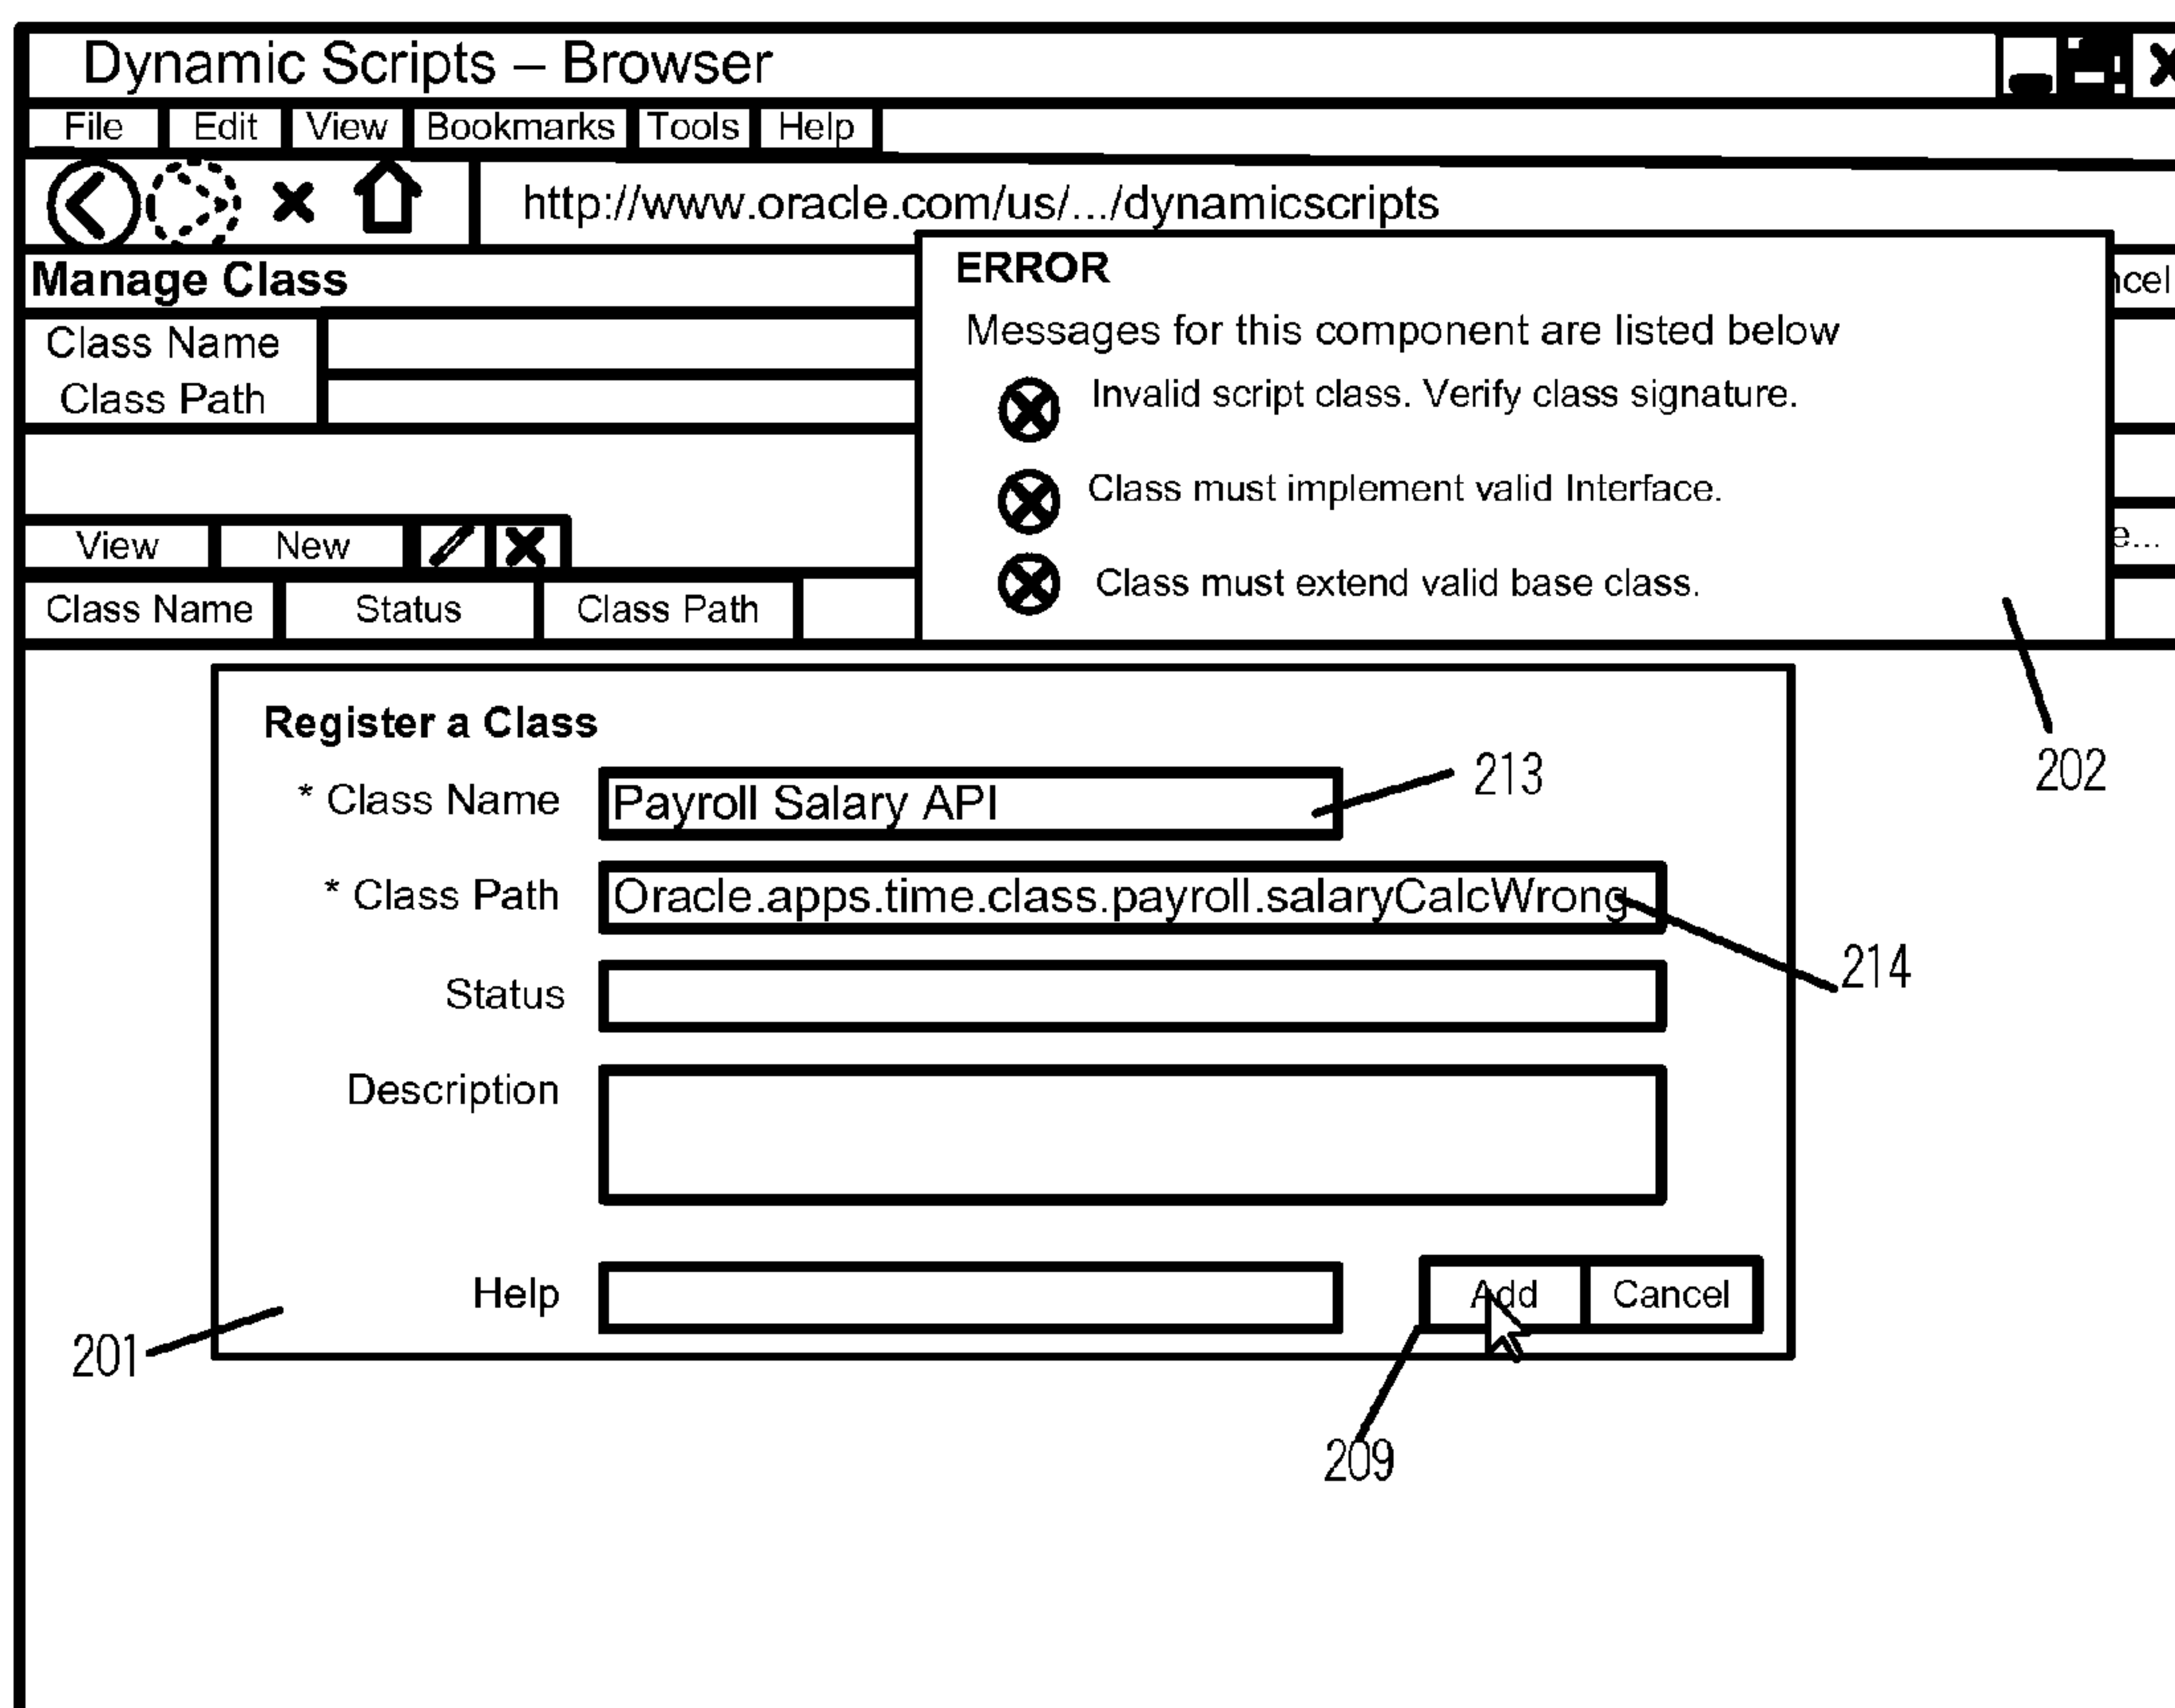 Dynamic Scripts – Browser
File Edit View Bookmarks Tools Help
http://www.oracle.com/us/.../dynamicscripts
Manage Class
Class Name
Class Path
ERROR
Messages for this component are listed below
Invalid script class. Verify class signature.
Class must implement valid Interface.
Class must extend valid base class.
View New
Class Name Status Class Path
202
Register a Class
* Class Name Payroll Salary API 213
* Class Path Oracle.apps.time.class.payroll.salaryCalcWrong
214
Status
Description
Help Add Cancel
201
209